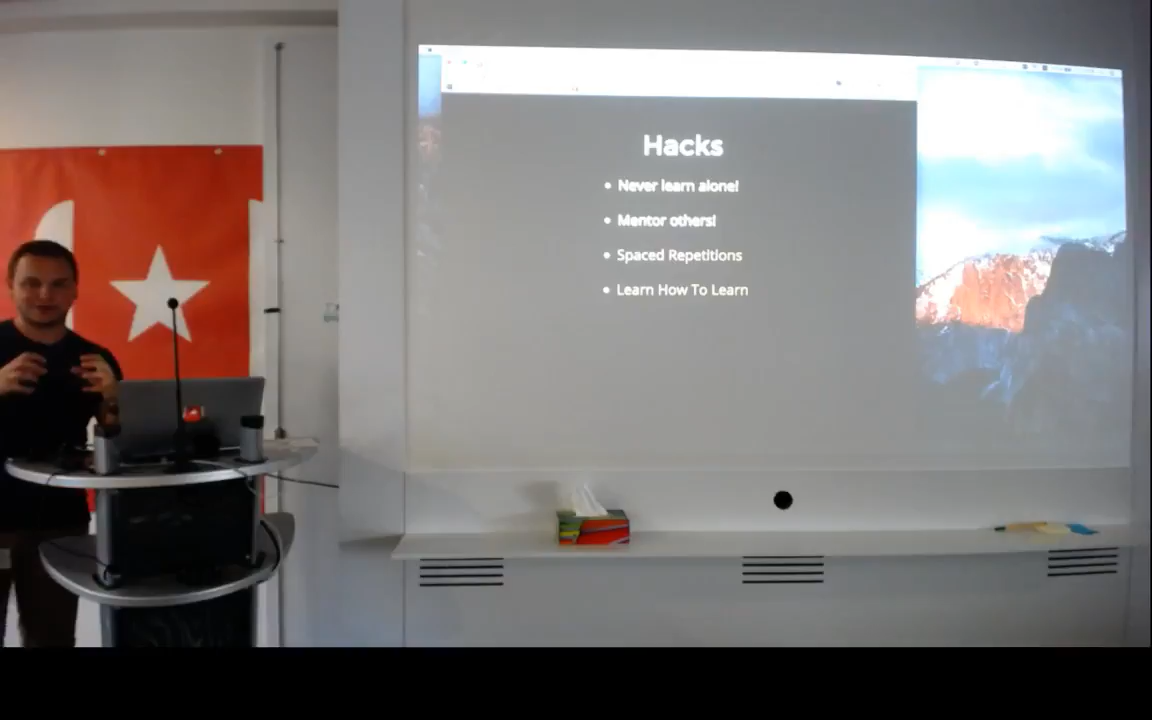 Hacks
• Never learn alone!
• Mentor others!
• Spaced Repetitions
• Learn How To Learn